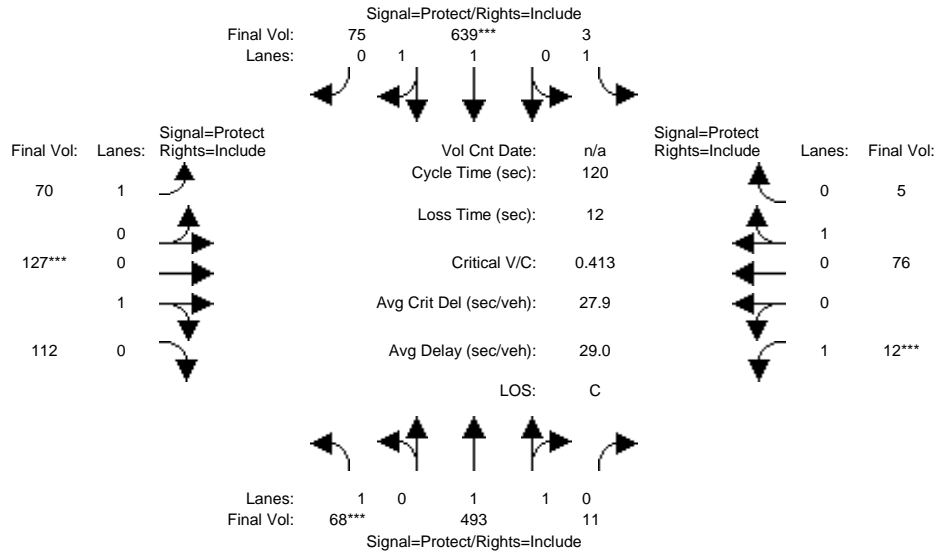 Signal=Protect/Rights=Include
Final Vol: 75 639*** 3
Lanes: 0 1 1 0 1
Signal=Protect
Final Vol: Lanes: Rights=Include
Vol Cnt Date: n/a
Signal=Protect
Rights=Include Lanes: Final Vol:
Cycle Time (sec): 120
70 1
0 5
Loss Time (sec): 12
0
1
127*** 0
Critical V/C: 0.413
0 76
1
Avg Crit Del (sec/veh): 27.9
0
112 0
Avg Delay (sec/veh): 29.0
1 12***
LOS: C
Lanes: 1 0 1 1 0
Final Vol: 68*** 493 11
Signal=Protect/Rights=Include